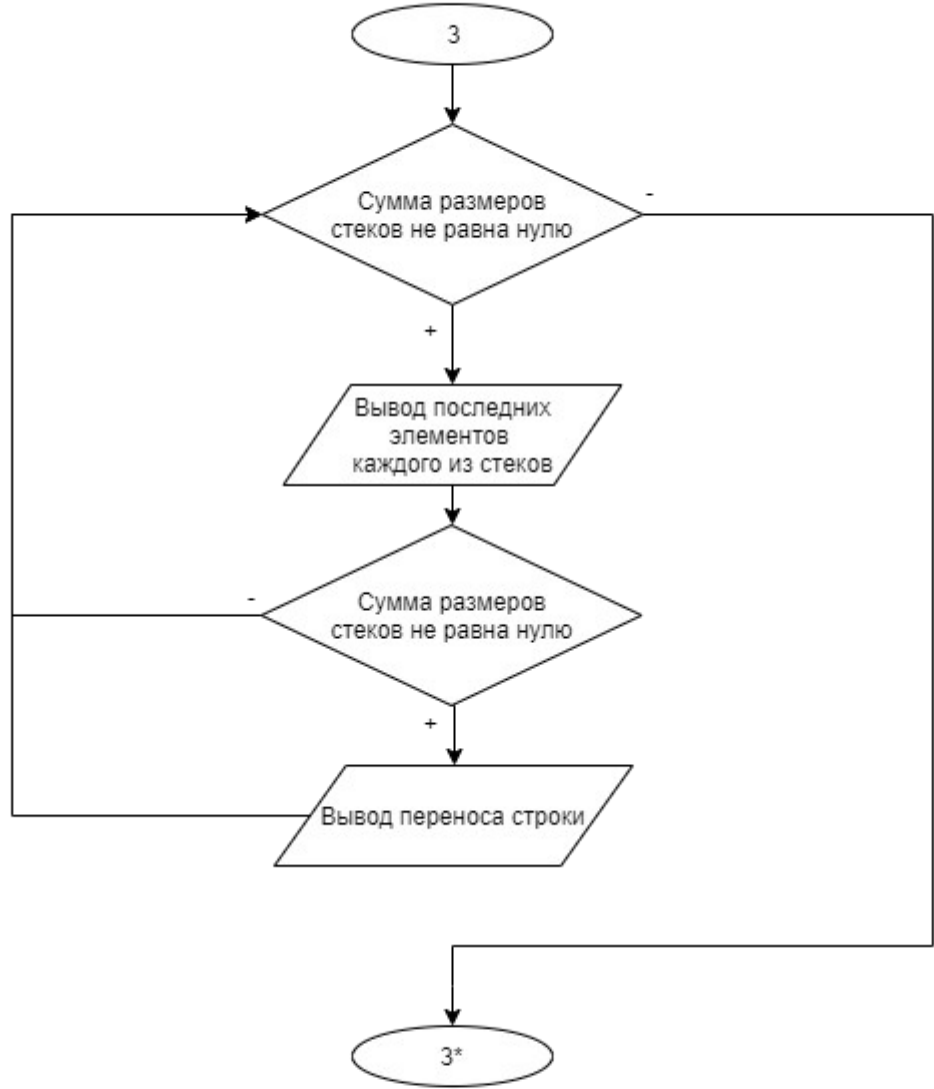 3
Сумма размеров
стеков не равна нулю
-
+
Вывод последних
элементов
каждого из стеков
-
Сумма размеров
стеков не равна нулю
+
Вывод переноса строки
3*